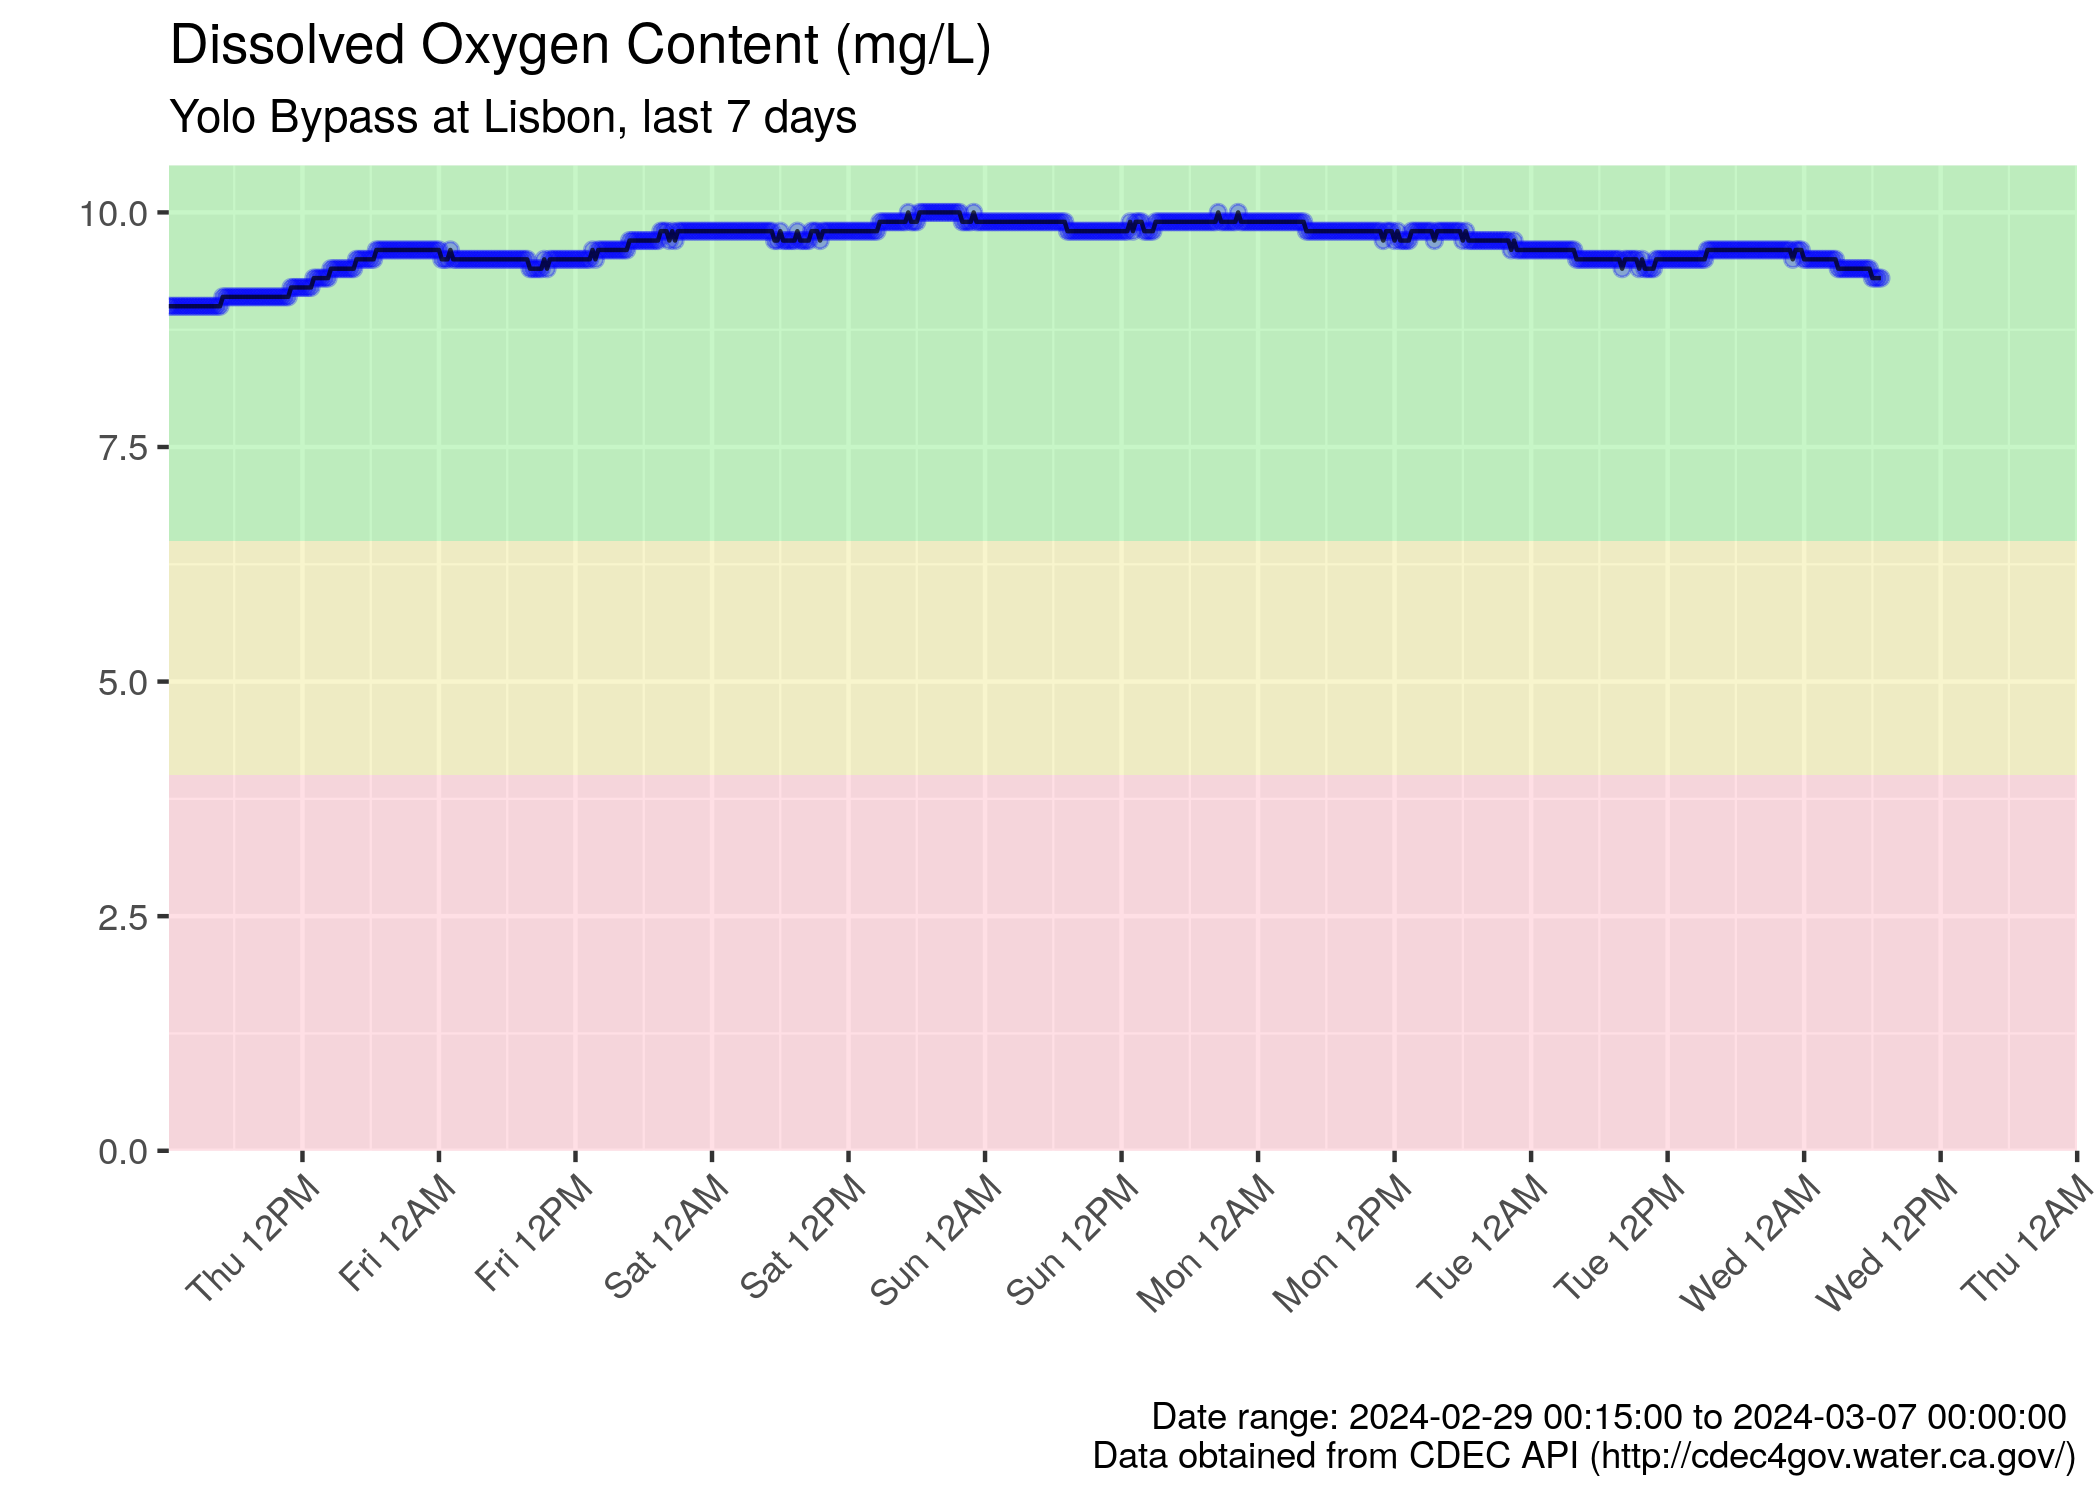 Dissolved Oxygen Content (mg/L)
Yolo Bypass at Lisbon, last 7 days
10.0
7.5
5.0
2.5
0.0
Thu 12PM
Fri 12AM
Fri 12PM
Sat 12AM
Sat 12PM
Sun 12AM
Sun 12PM
Mon 12AM
Mon 12PM
Tue 12AM
Tue 12PM
Wed 12AM
Wed 12PM
Thu 12AM
Date range: 2024-02-29 00:15:00 to 2024-03-07 00:00:00
Data obtained from CDEC API (http://cdec4gov.water.ca.gov/)